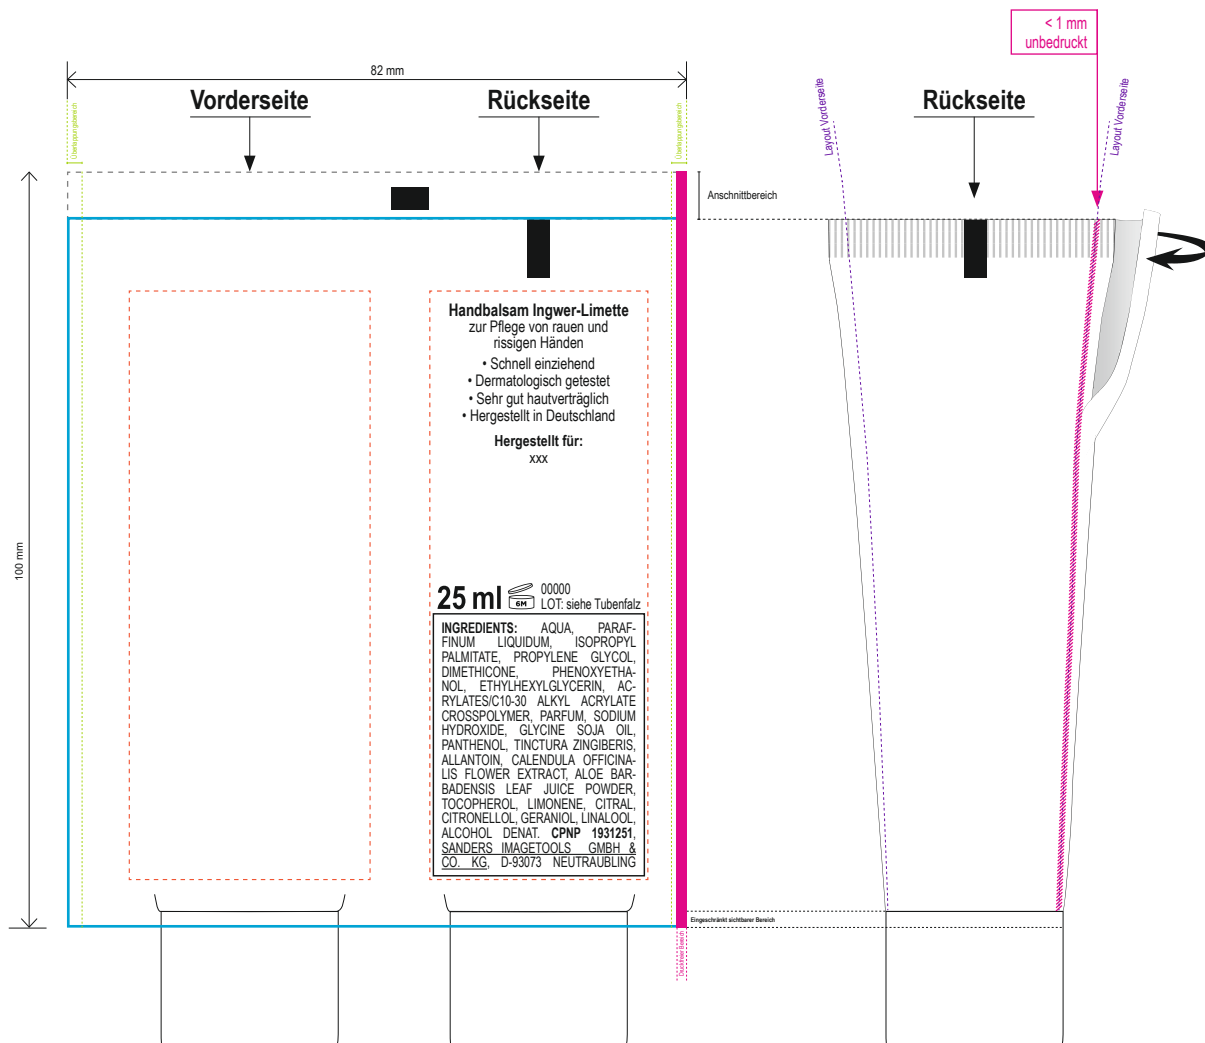 < 1 mm
unbedruckt
82 mm
Vorderseite
Rückseite
Rückseite
Überlappungsbereich
Überlappungsbereich
Layout Vorderseite
Layout Vorderseite
Anschnittbereich
100 mm
Handbalsam Ingwer-Limette
zur Pflege von rauen und
rissigen Händen
• Schnell einziehend
• Dermatologisch getestet
• Sehr gut hautverträglich
• Hergestellt in Deutschland
Hergestellt für:
xxx
25 ml
6M
00000
LOT: siehe Tubenfalz
INGREDIENTS: AQUA, PARAF-
FINUM LIQUIDUM, ISOPROPYL
PALMITATE, PROPYLENE GLYCOL,
DIMETHICONE, PHENOXYETHA-
NOL, ETHYLHEXYLGLYCERIN, AC-
RYLATES/C10-30 ALKYL ACRYLATE
CROSSPOLYMER, PARFUM, SODIUM
HYDROXIDE, GLYCINE SOJA OIL,
PANTHENOL, TINCTURA ZINGIBERIS,
ALLANTOIN, CALENDULA OFFICINA-
LIS FLOWER EXTRACT, ALOE BAR-
BADENSIS LEAF JUICE POWDER,
TOCOPHEROL, LIMONENE, CITRAL,
CITRONELLOL, GERANIOL, LINALOOL,
ALCOHOL DENAT. CPNP 1931251,
SANDERS IMAGETOOLS GMBH &
CO. KG, D-93073 NEUTRAUBLING
Eingeschränkt sichtbarer Bereich
Druckfreier Bereich